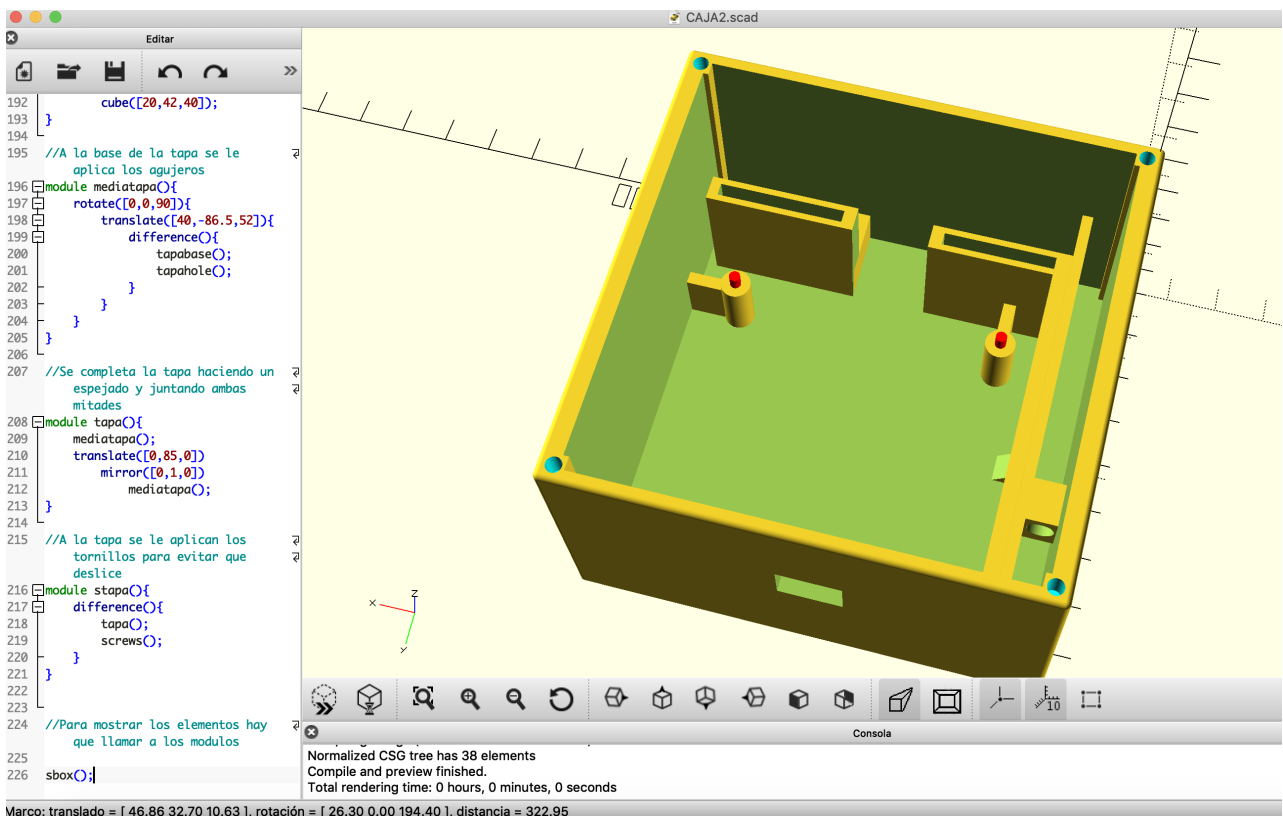 CAJA2.scad
Editar
192 cube([20,42,40]);
193 }
194
195 //A la base de la tapa se le
aplica los agujeros
196 module mediatapa(){
197 rotate([0,0,90]){
198 translate([40,-86.5,52]){
199 difference(){
200 tapabase();
201 tapahole();
202 }
203 }
204 }
205 }
206
207 //Se completa la tapa haciendo un
espejado y juntando ambas
mitades
208 module tapa(){
209 mediatapa();
210 translate([0,85,0])
211 mirror([0,1,0])
212 mediatapa();
213 }
214
215 //A la tapa se le aplican los
tornillos para evitar que
deslice
216 module stapa(){
217 difference(){
218 tapa();
219 screws();
220 }
221 }
222
223
224 //Para mostrar los elementos hay
que llamar a los modulos
225
226 sbox();
x
z
y
10
Consola
Normalized CSG tree has 38 elements
Compile and preview finished.
Total rendering time: 0 hours, 0 minutes, 0 seconds
Marco: translado = [ 46.86 32.70 10.63 ], rotación = [ 26.30 0.00 194.40 ], distancia = 322.95